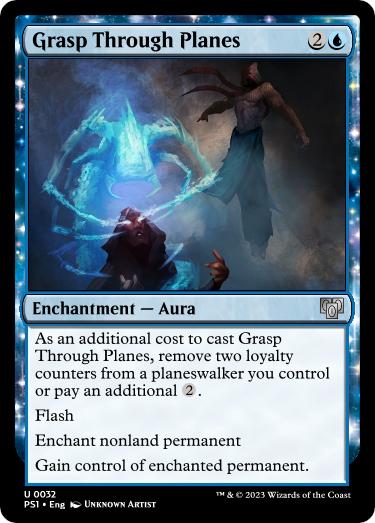 Grasp Through Planes 2
Enchantment — Aura
As an additional cost to cast Grasp
Through Planes, remove two loyalty
counters from a planeswalker you control
or pay an additional 2.
Flash
Enchant nonland permanent
Gain control of enchanted permanent.
U 0032
PS1 • Eng Unknown Artist
™ & © 2023 Wizards of the Coast